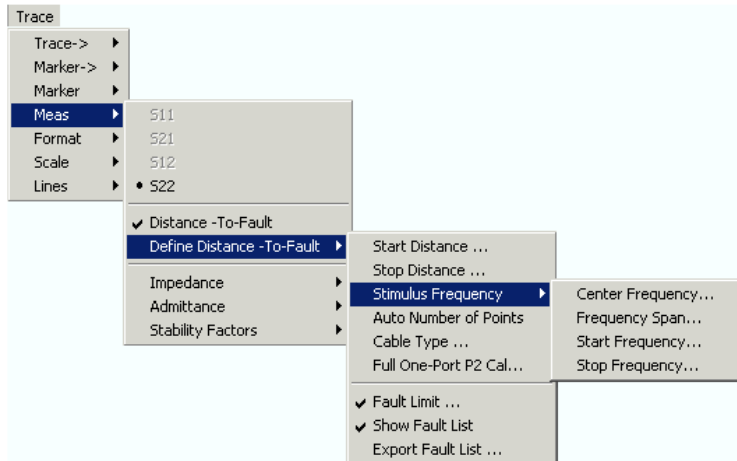 Trace
Trace->
Marker->
Marker
Meas
Format
Scale
Lines
S11
S21
S12
S22
Distance -To-Fault
Define Distance -To-Fault
Impedance
Admittance
Stability Factors
Start Distance ...
Stop Distance ...
Stimulus Frequency
Auto Number of Points
Cable Type ...
Full One-Port P2 Cal...
Fault Limit ...
Show Fault List
Export Fault List ...
Center Frequency...
Frequency Span...
Start Frequency...
Stop Frequency...